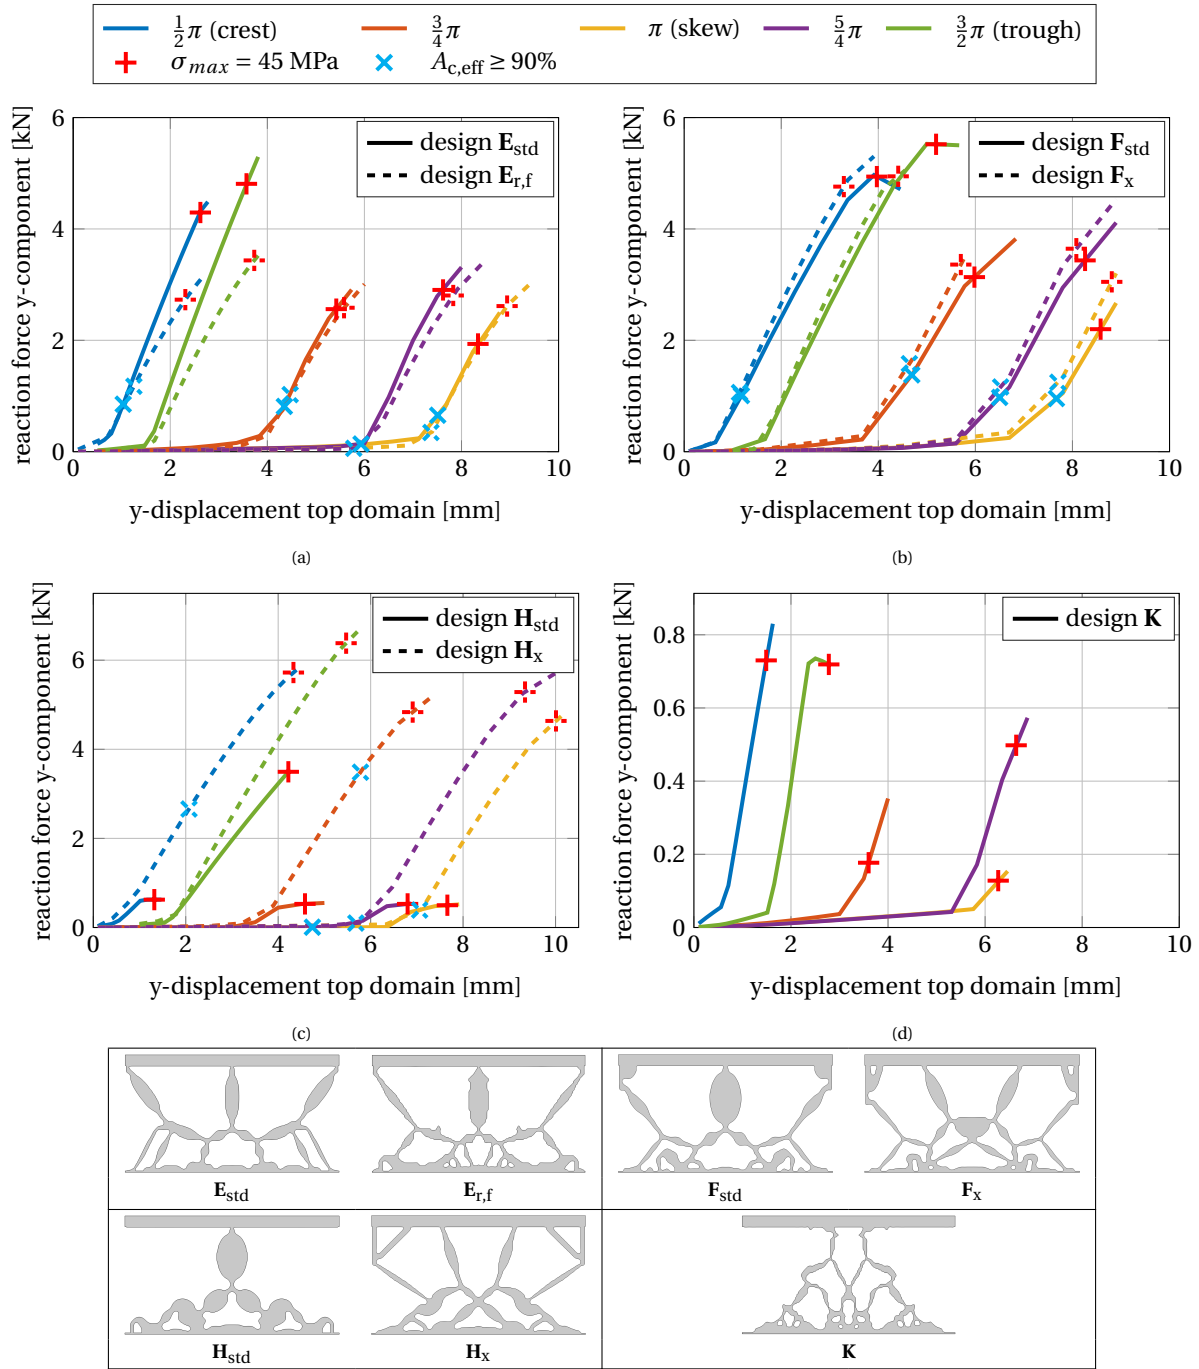 ½π (crest) ¾π π (skew) 5/4π 3/2π (trough)
σmax = 45 MPa Ac,eff ≥ 90%
reaction force y-component [kN]
6
4
2
0
0 2 4 6 8 10
y-displacement top domain [mm]
design Estd
design Er,f
(a)
reaction force y-component [kN]
6
4
2
0
0 2 4 6 8 10
y-displacement top domain [mm]
design Fstd
design Fx
(b)
reaction force y-component [kN]
6
4
2
0
0 2 4 6 8 10
y-displacement top domain [mm]
design Hstd
design Hx
(c)
reaction force y-component [kN]
0.8
0.6
0.4
0.2
0
0 2 4 6 8 10
y-displacement top domain [mm]
design K
(d)
Estd Er,f Fstd Fx
Hstd Hx K